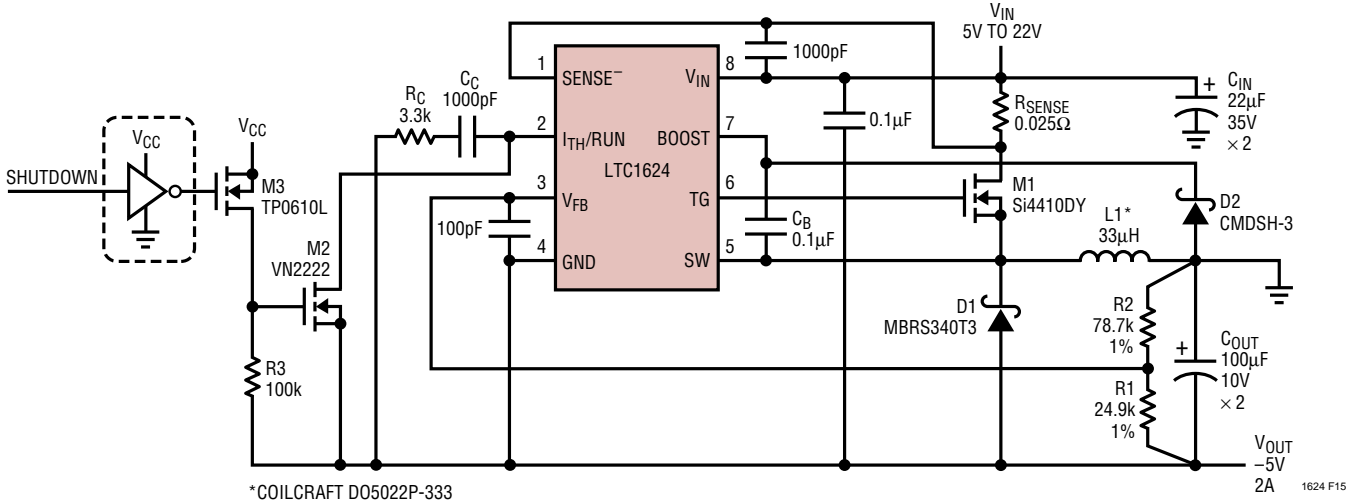 SHUTDOWN
VCC
VCC
M3
TP0610L
M2
VN2222
R3
100k
RC
3.3k
CC
1000pF
100pF
1
SENSE–
2
ITH/RUN
3
VFB
4
GND
LTC1624
8
VIN
7
BOOST
6
TG
5
SW
1000pF
0.1µF
CB
0.1µF
VIN
5V TO 22V
RSENSE
0.025Ω
CIN
+
22µF
35V
× 2
M1
Si4410DY
D2
CMDSH-3
L1*
33µH
D1
MBRS340T3
R2
78.7k
1%
R1
24.9k
1%
COUT
+
100µF
10V
× 2
VOUT
–5V
2A
*COILCRAFT DO5022P-333
1624 F15